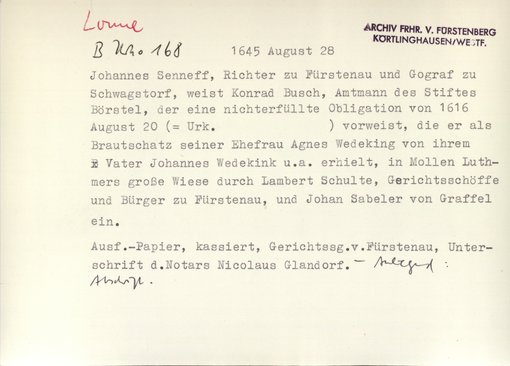 Lonne
ARCHIV FRHR. V. FÜRSTENBERG
KÖRTLINGHAUSEN/WESTF.
B Nr. 168
1645 August 28
Johannes Senneff, Richter zu Fürstenau und Gograf zu
Schwagstorf, weist Konrad Busch, Amtmann des Stiftes
Börstel, der eine nichterfüllte Obligation von 1616
August 20 (= Urk. ) vorweist, die er als
Brautschatz seiner Ehefrau Agnes Wedeking von ihrem
Vater Johannes Wedekink u.a. erhielt, in Mollen Luth-
mers große Wiese durch Lambert Schulte, Gerichtsschöffe
und Bürger zu Fürstenau, und Johan Sabeler von Graffel
ein.
Ausf.-Papier, kassiert, Gerichtssg.v.Fürstenau, Unter-
schrift d.Notars Nicolaus Glandorf. – Anliegend :
Abschrift.